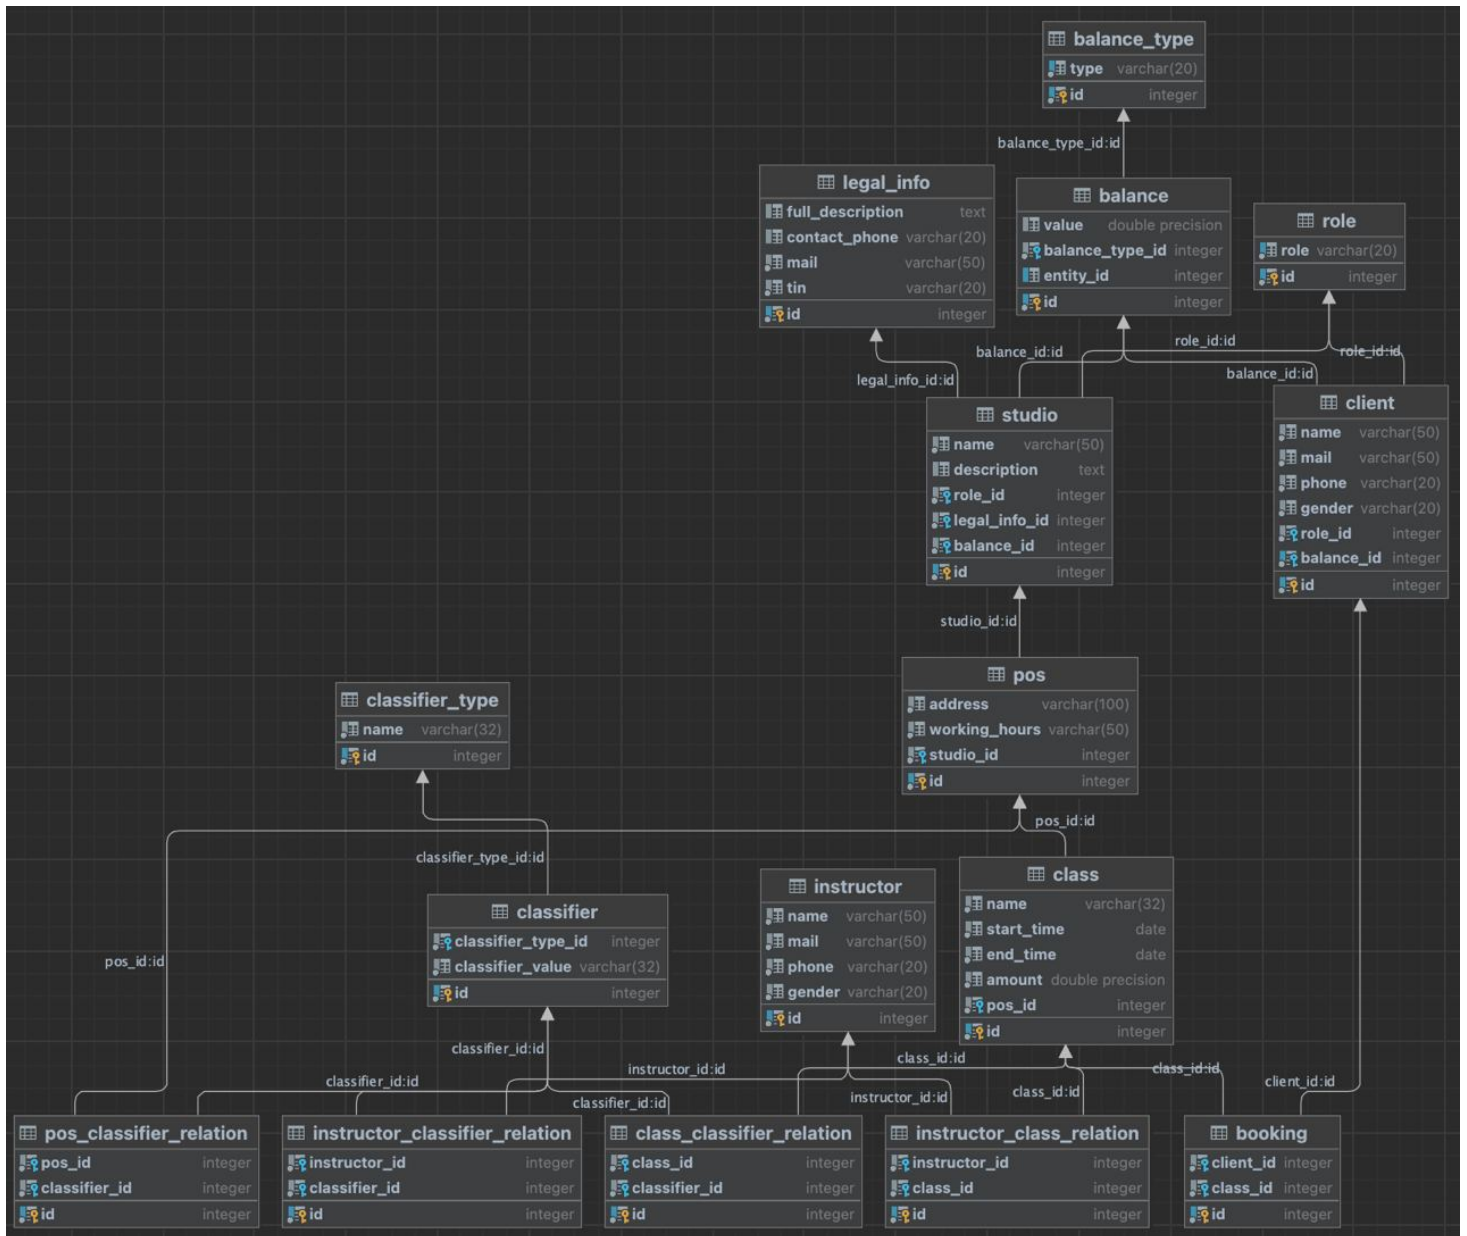 balance_type
type varchar(20)
id integer
balance_type_id:id
legal_info
full_description text
contact_phone varchar(20)
mail varchar(50)
tin varchar(20)
id integer
balance
value double precision
balance_type_id integer
entity_id integer
id integer
role
role varchar(20)
id integer
legal_info_id:id
balance_id:id
role_id:id
balance_id:id
role_id:id
studio
name varchar(50)
description text
role_id integer
legal_info_id integer
balance_id integer
id integer
client
name varchar(50)
mail varchar(50)
phone varchar(20)
gender varchar(20)
role_id integer
balance_id integer
id integer
studio_id:id
pos
address varchar(100)
working_hours varchar(50)
studio_id integer
id integer
classifier_type
name varchar(32)
id integer
pos_id:id
classifier_type_id:id
classifier
classifier_type_id integer
classifier_value varchar(32)
id integer
instructor
name varchar(50)
mail varchar(50)
phone varchar(20)
gender varchar(20)
id integer
class
name varchar(32)
start_time date
end_time date
amount double precision
pos_id integer
id integer
pos_id:id
classifier_id:id
classifier_id:id
instructor_id:id
classifier_id:id
class_id:id
instructor_id:id
class_id:id
class_id:id
client_id:id
pos_classifier_relation
pos_id integer
classifier_id integer
id integer
instructor_classifier_relation
instructor_id integer
classifier_id integer
id integer
class_classifier_relation
class_id integer
classifier_id integer
id integer
instructor_class_relation
instructor_id integer
class_id integer
id integer
booking
client_id integer
class_id integer
id integer